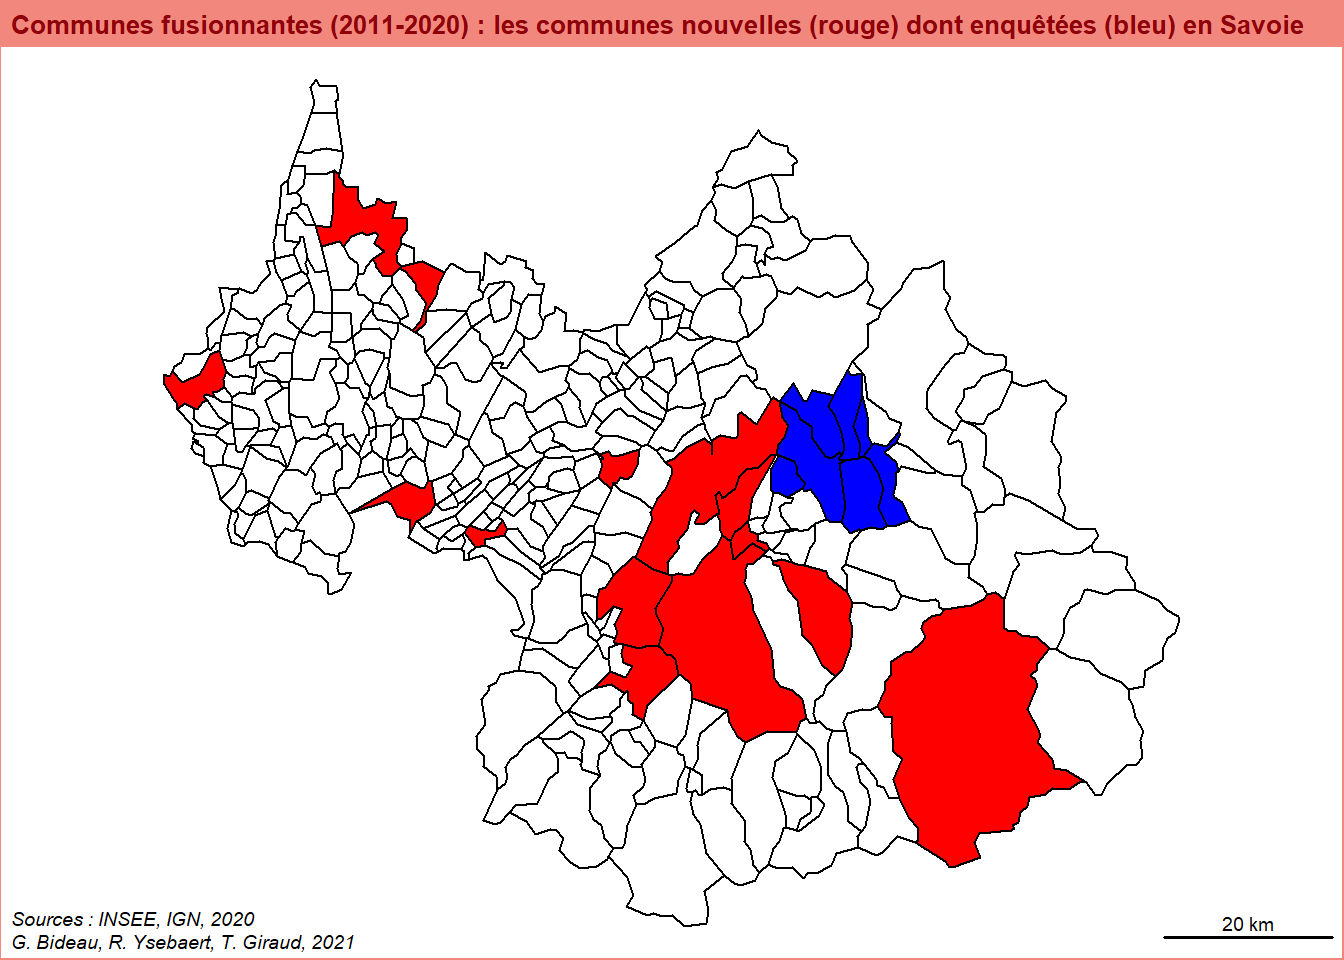 Communes fusionnantes (2011-2020) : les communes nouvelles (rouge) dont enquêtées (bleu) en Savoie
Sources : INSEE, IGN, 2020
G. Bideau, R. Ysebaert, T. Giraud, 2021
20 km